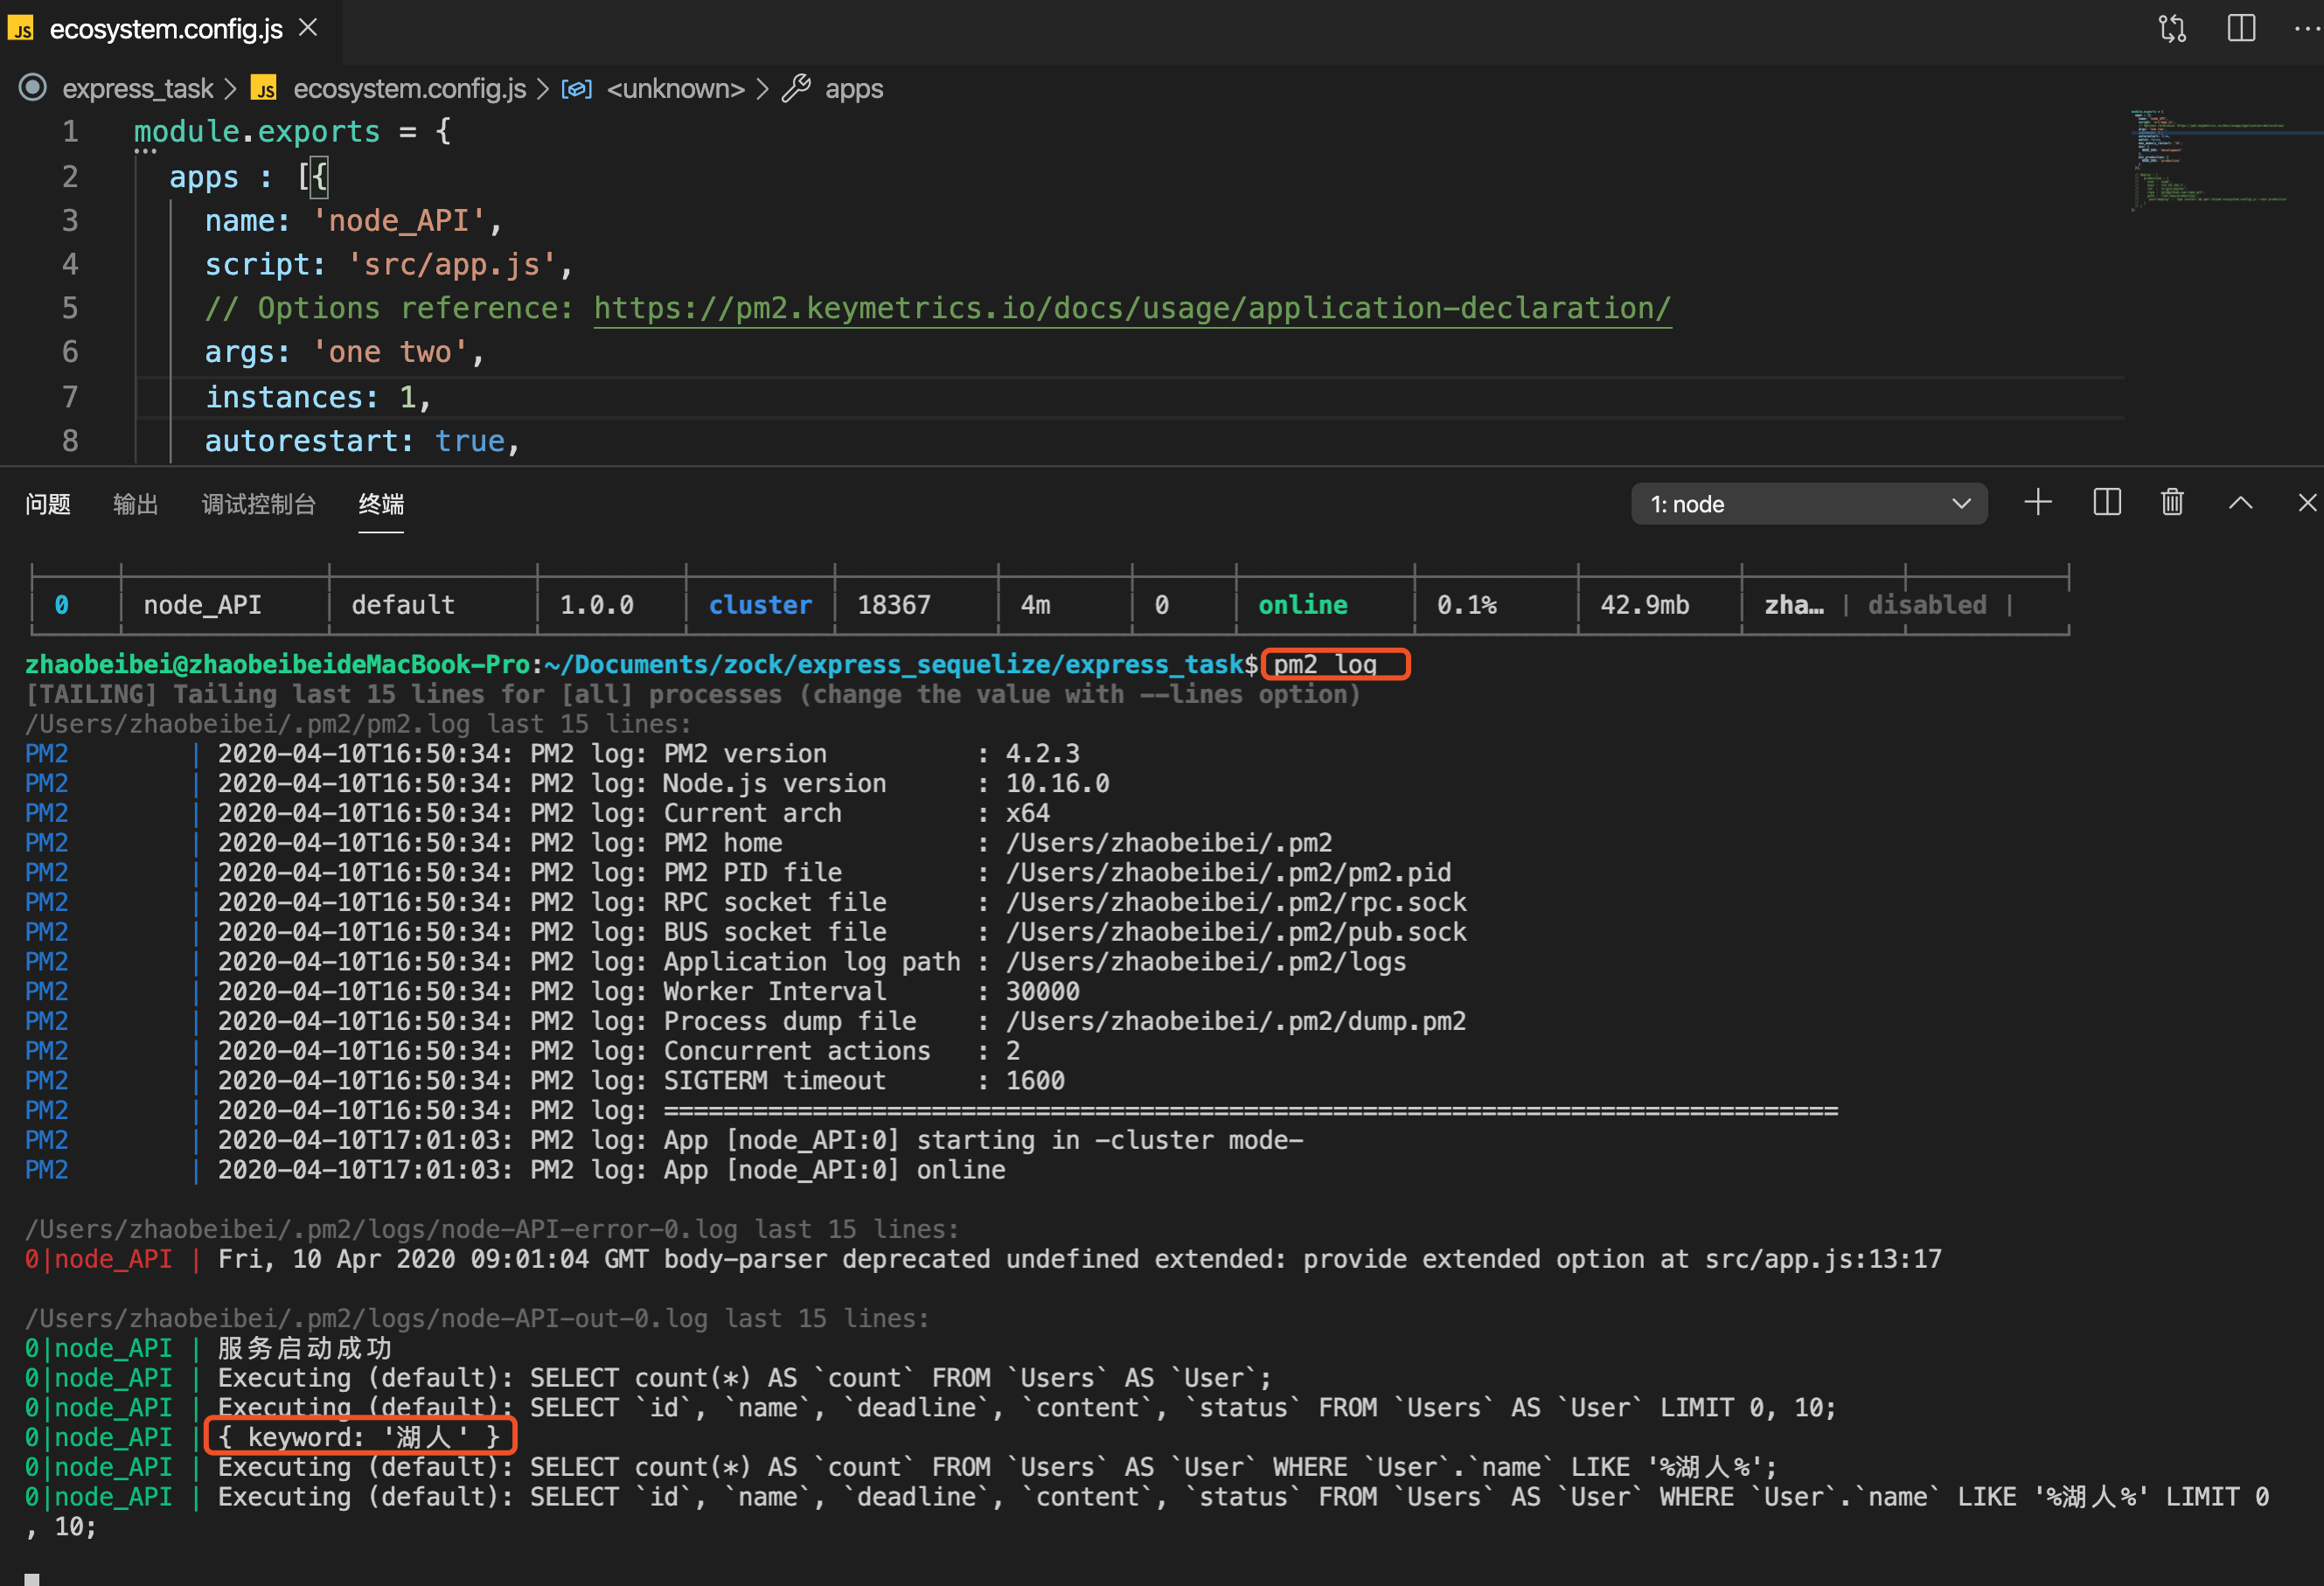 JS ecosystem.config.js
express_task > JS ecosystem.config.js > <unknown> > apps
1 module.exports = {
2 apps : [{
3 name: 'node_API',
4 script: 'src/app.js',
5 // Options reference: https://pm2.keymetrics.io/docs/usage/application-declaration/
6 args: 'one two',
7 instances: 1,
8 autorestart: true,
问题 输出 调试控制台 终端 1: node
│ 0 │ node_API │ default │ 1.0.0 │ cluster │ 18367 │ 4m │ 0 │ online │ 0.1% │ 42.9mb │ zha… | disabled |
zhaobeibei@zhaobeibeideMacBook-Pro:~/Documents/zock/express_sequelize/express_task$ pm2 log
[TAILING] Tailing last 15 lines for [all] processes (change the value with --lines option)
/Users/zhaobeibei/.pm2/pm2.log last 15 lines:
PM2 | 2020-04-10T16:50:34: PM2 log: PM2 version : 4.2.3
PM2 | 2020-04-10T16:50:34: PM2 log: Node.js version : 10.16.0
PM2 | 2020-04-10T16:50:34: PM2 log: Current arch : x64
PM2 | 2020-04-10T16:50:34: PM2 log: PM2 home : /Users/zhaobeibei/.pm2
PM2 | 2020-04-10T16:50:34: PM2 log: PM2 PID file : /Users/zhaobeibei/.pm2/pm2.pid
PM2 | 2020-04-10T16:50:34: PM2 log: RPC socket file : /Users/zhaobeibei/.pm2/rpc.sock
PM2 | 2020-04-10T16:50:34: PM2 log: BUS socket file : /Users/zhaobeibei/.pm2/pub.sock
PM2 | 2020-04-10T16:50:34: PM2 log: Application log path : /Users/zhaobeibei/.pm2/logs
PM2 | 2020-04-10T16:50:34: PM2 log: Worker Interval : 30000
PM2 | 2020-04-10T16:50:34: PM2 log: Process dump file : /Users/zhaobeibei/.pm2/dump.pm2
PM2 | 2020-04-10T16:50:34: PM2 log: Concurrent actions : 2
PM2 | 2020-04-10T16:50:34: PM2 log: SIGTERM timeout : 1600
PM2 | 2020-04-10T16:50:34: PM2 log: ===============================================================================
PM2 | 2020-04-10T17:01:03: PM2 log: App [node_API:0] starting in -cluster mode-
PM2 | 2020-04-10T17:01:03: PM2 log: App [node_API:0] online
/Users/zhaobeibei/.pm2/logs/node-API-error-0.log last 15 lines:
0|node_API | Fri, 10 Apr 2020 09:01:04 GMT body-parser deprecated undefined extended: provide extended option at src/app.js:13:17
/Users/zhaobeibei/.pm2/logs/node-API-out-0.log last 15 lines:
0|node_API | 服务启动成功
0|node_API | Executing (default): SELECT count(*) AS `count` FROM `Users` AS `User`;
0|node_API | Executing (default): SELECT `id`, `name`, `deadline`, `content`, `status` FROM `Users` AS `User` LIMIT 0, 10;
0|node_API | { keyword: '湖人' }
0|node_API | Executing (default): SELECT count(*) AS `count` FROM `Users` AS `User` WHERE `User`.`name` LIKE '%湖人%';
0|node_API | Executing (default): SELECT `id`, `name`, `deadline`, `content`, `status` FROM `Users` AS `User` WHERE `User`.`name` LIKE '%湖人%' LIMIT 0
, 10;